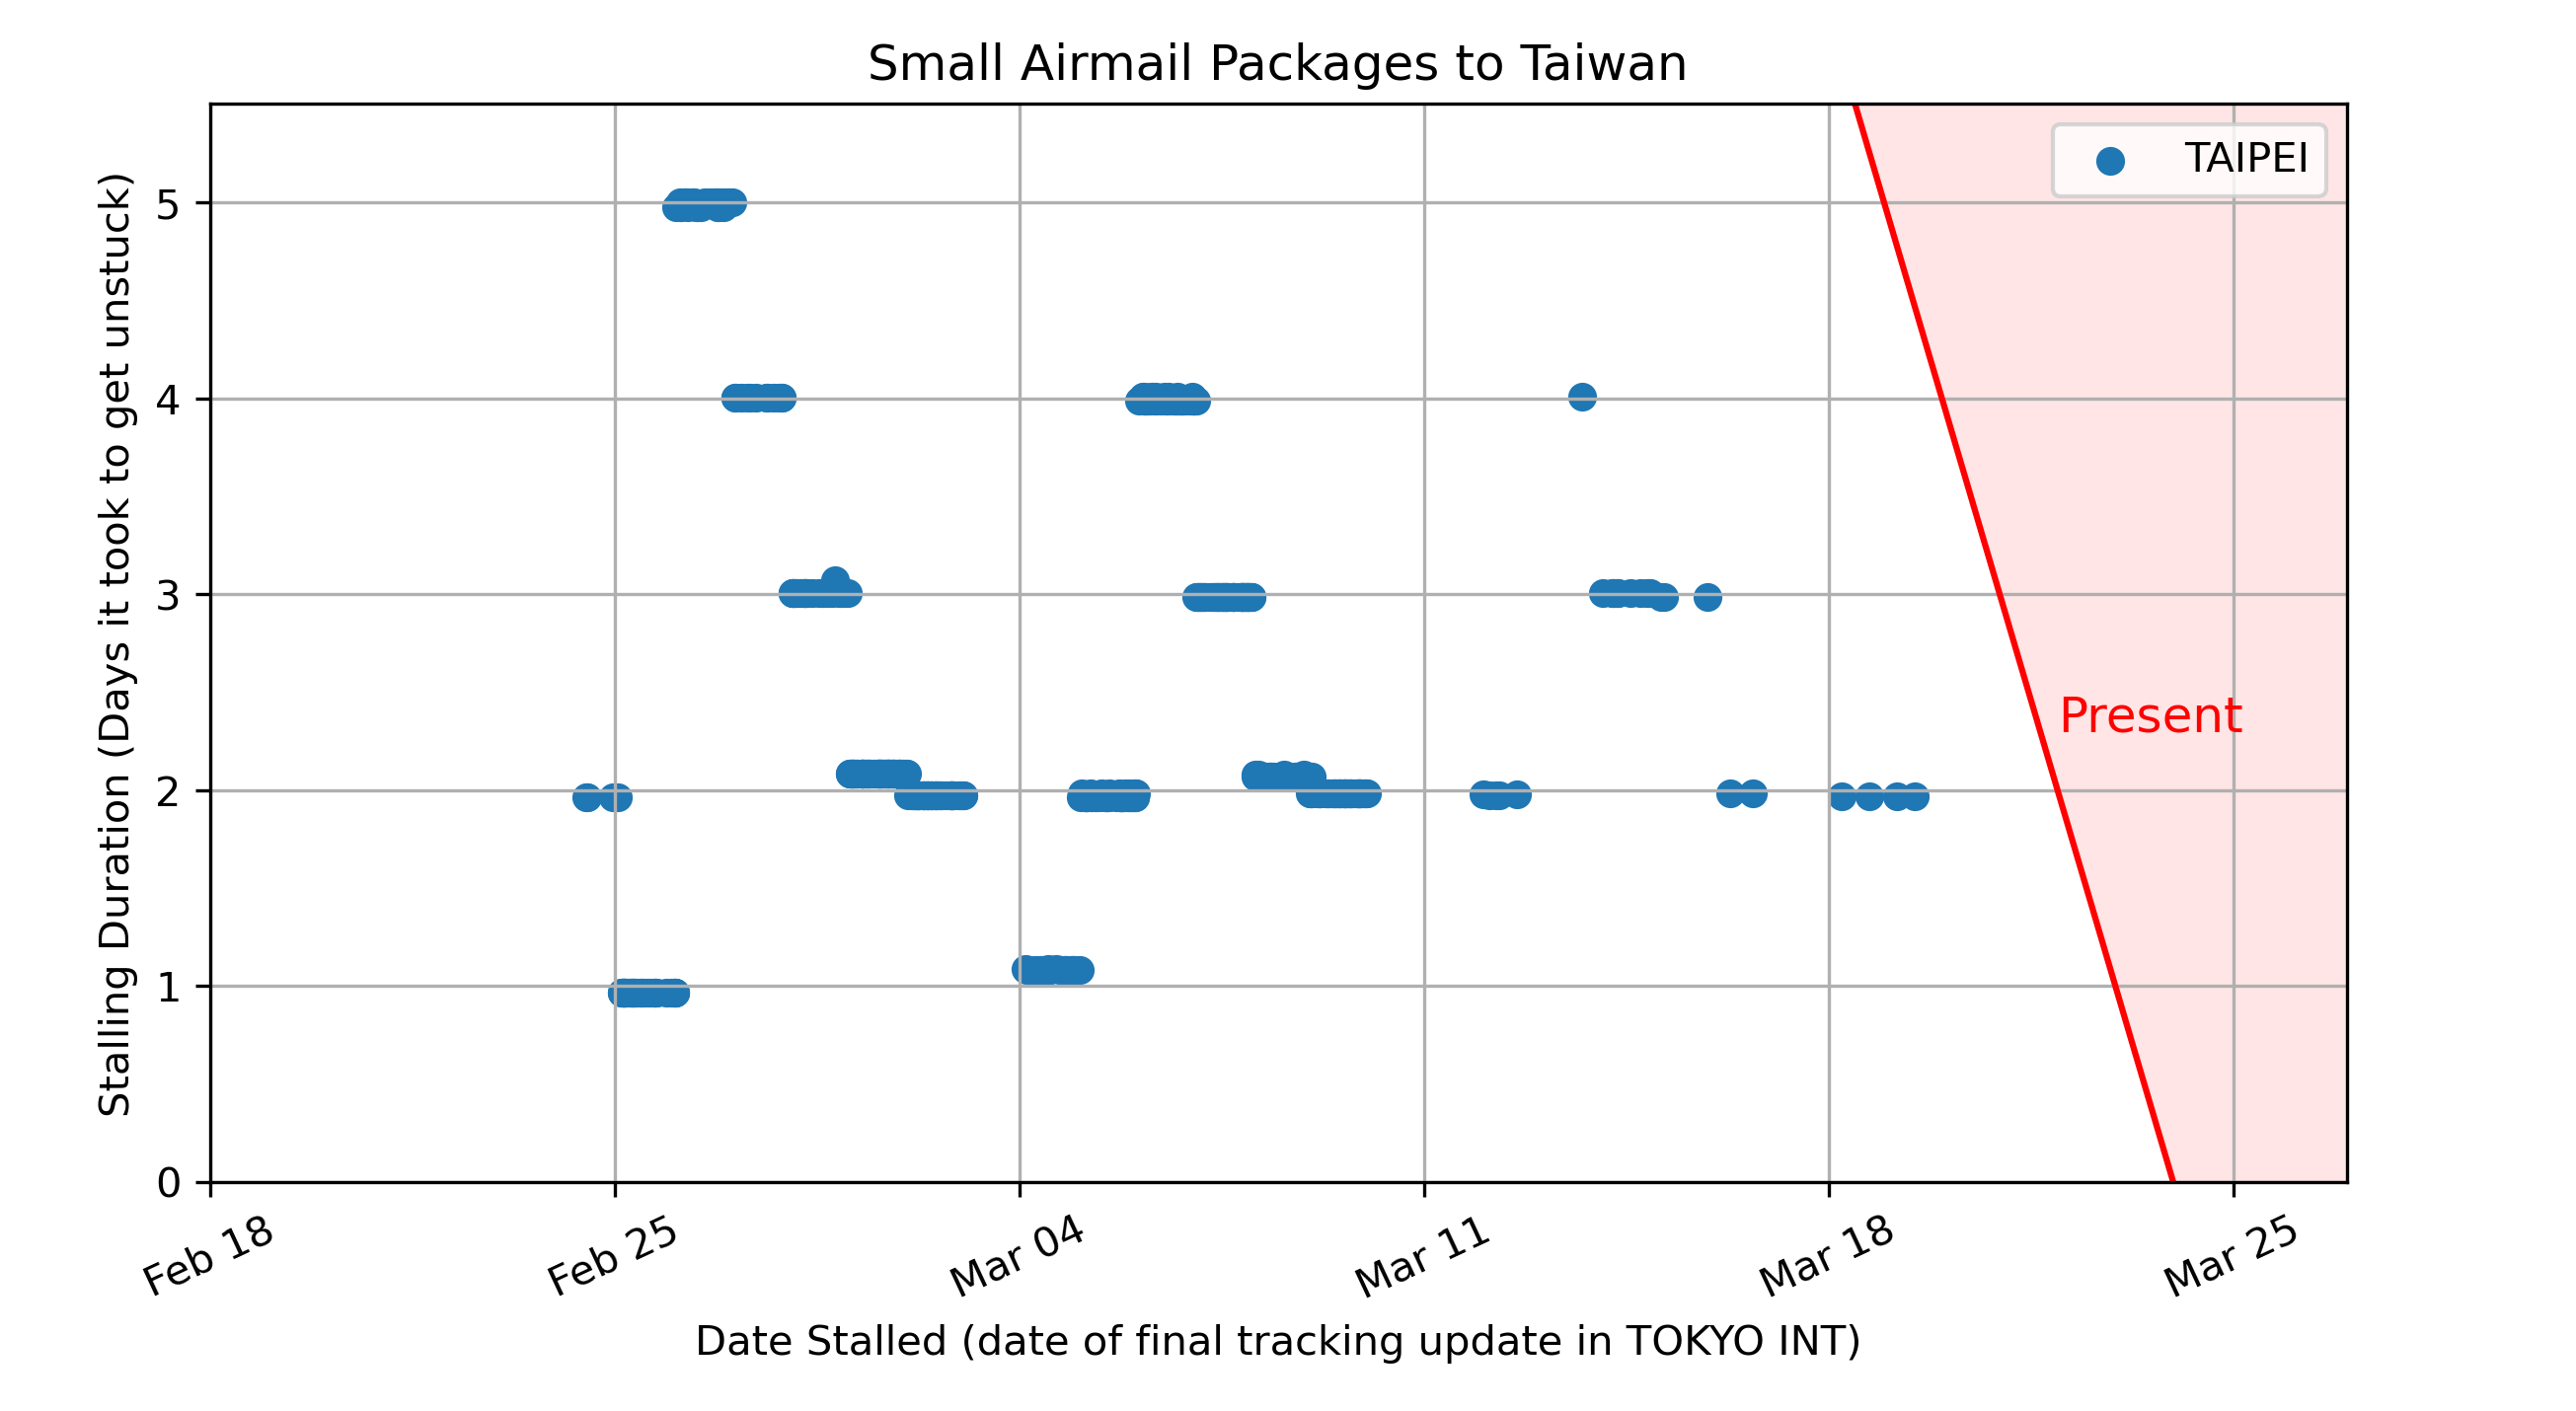 Small Airmail Packages to Taiwan
TAIPEI
Present
Stalling Duration (Days it took to get unstuck)
5
4
3
2
1
0
Feb 18
Feb 25
Mar 04
Mar 11
Mar 18
Mar 25
Date Stalled (date of final tracking update in TOKYO INT)